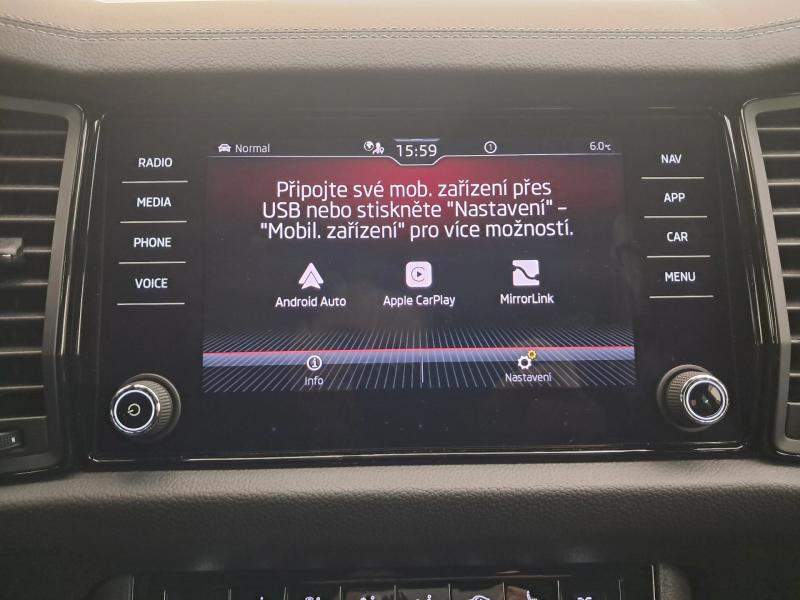 Normal
15:59
6.0°C
RADIO
MEDIA
PHONE
VOICE
Připojte své mob. zařízení přes
USB nebo stiskněte "Nastavení" –
"Mobil. zařízení" pro více možností.
Android Auto
Apple CarPlay
MirrorLink
Info
Nastavení
NAV
APP
CAR
MENU